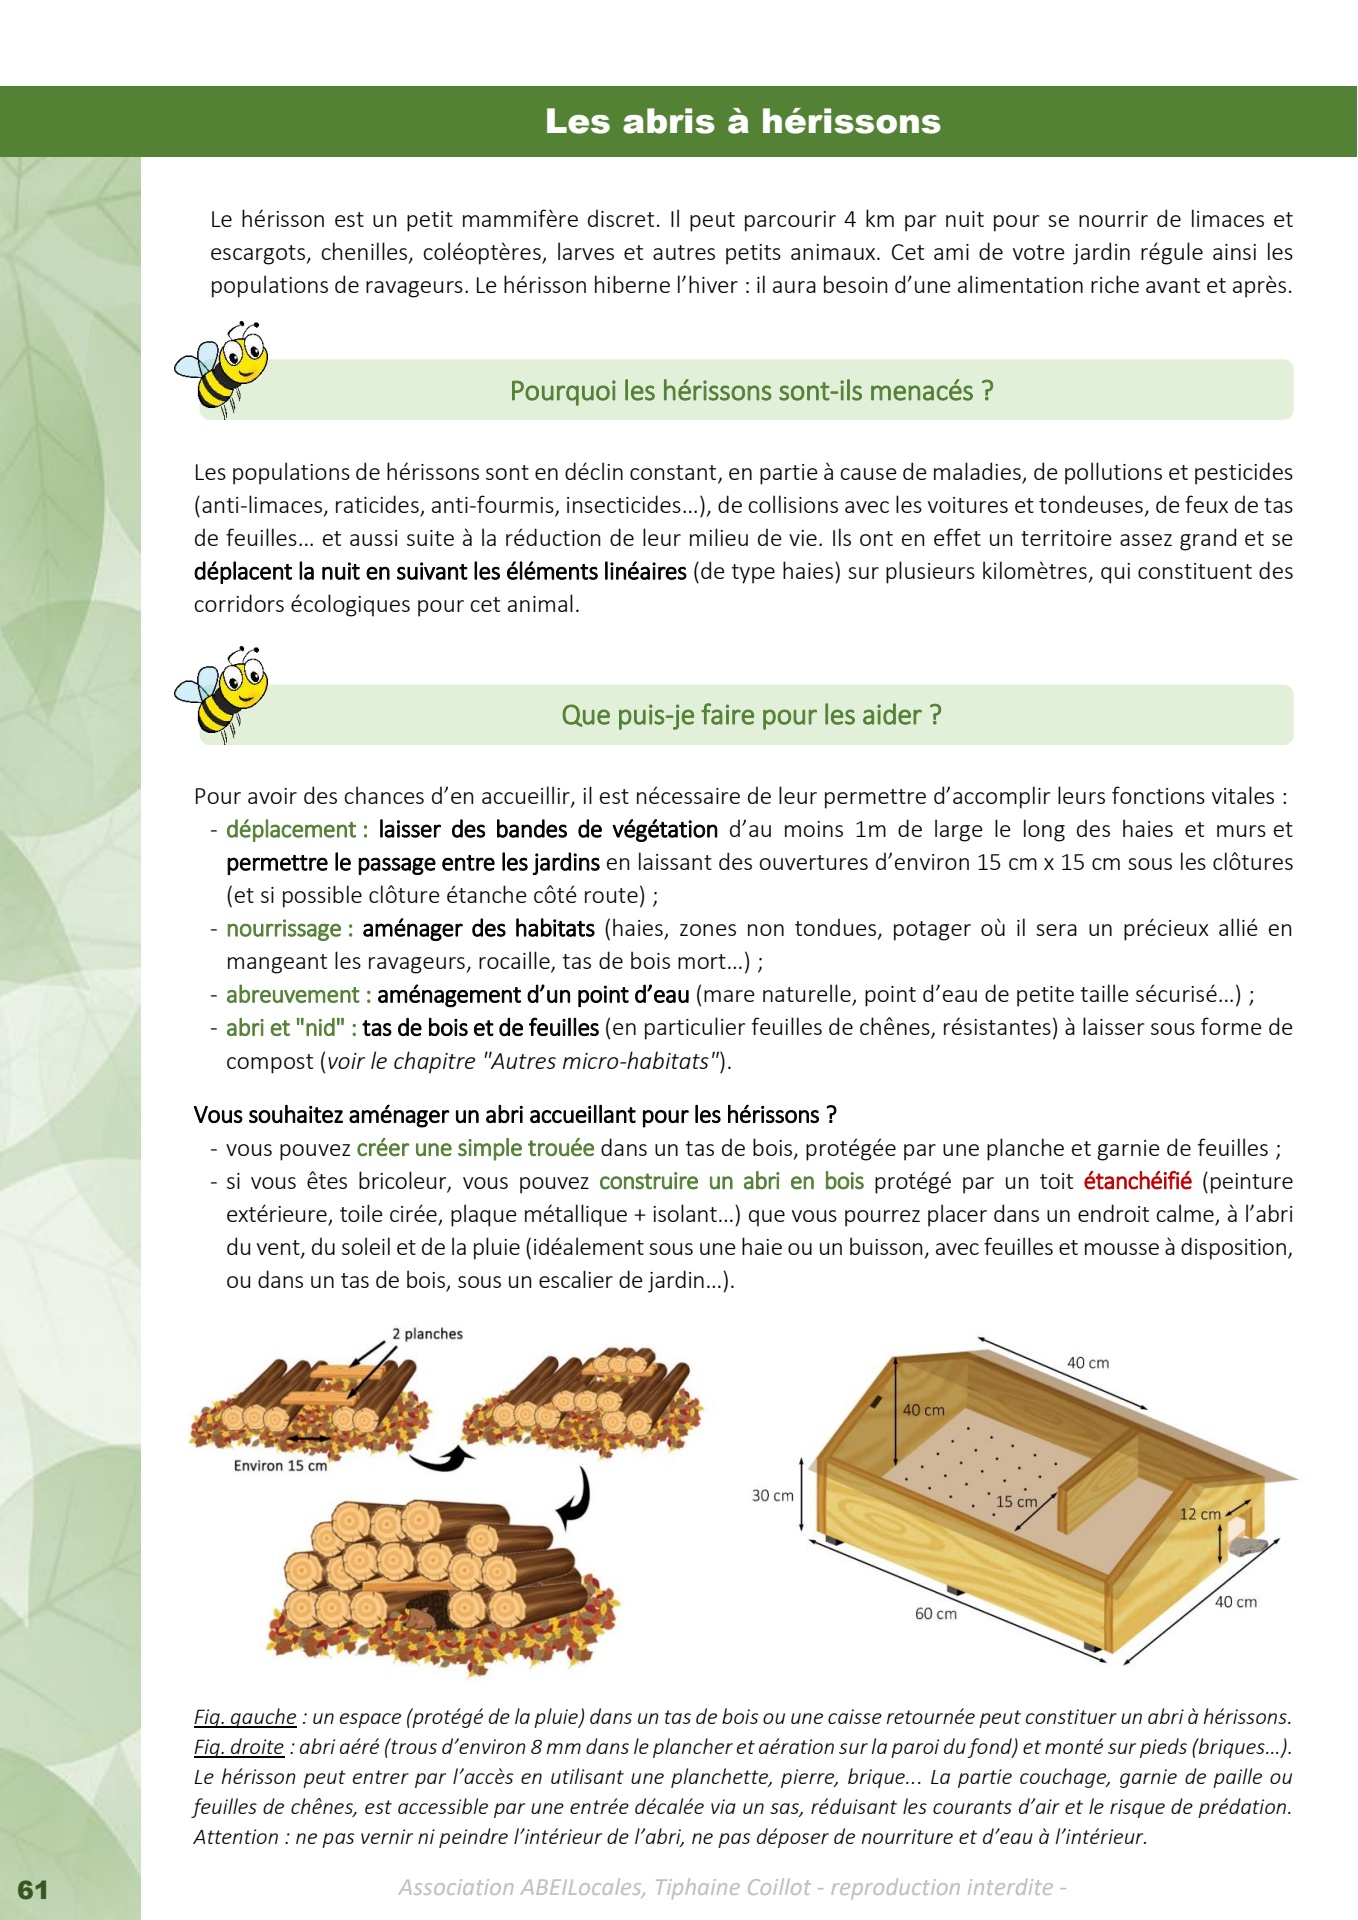 Les abris à hérissons
Le hérisson est un petit mammifère discret. Il peut parcourir 4 km par nuit pour se nourrir de limaces et
escargots, chenilles, coléoptères, larves et autres petits animaux. Cet ami de votre jardin régule ainsi les
populations de ravageurs. Le hérisson hiberne l’hiver : il aura besoin d’une alimentation riche avant et après.
Pourquoi les hérissons sont-ils menacés ?
Les populations de hérissons sont en déclin constant, en partie à cause de maladies, de pollutions et pesticides
(anti-limaces, raticides, anti-fourmis, insecticides...), de collisions avec les voitures et tondeuses, de feux de tas
de feuilles... et aussi suite à la réduction de leur milieu de vie. Ils ont en effet un territoire assez grand et se
déplacent la nuit en suivant les éléments linéaires (de type haies) sur plusieurs kilomètres, qui constituent des
corridors écologiques pour cet animal.
Que puis-je faire pour les aider ?
Pour avoir des chances d’en accueillir, il est nécessaire de leur permettre d’accomplir leurs fonctions vitales :
- déplacement : laisser des bandes de végétation d’au moins 1m de large le long des haies et murs et
permettre le passage entre les jardins en laissant des ouvertures d’environ 15 cm x 15 cm sous les clôtures
(et si possible clôture étanche côté route) ;
- nourrissage : aménager des habitats (haies, zones non tondues, potager où il sera un précieux allié en
mangeant les ravageurs, rocaille, tas de bois mort...) ;
- abreuvement : aménagement d’un point d’eau (mare naturelle, point d’eau de petite taille sécurisé...) ;
- abri et "nid" : tas de bois et de feuilles (en particulier feuilles de chênes, résistantes) à laisser sous forme de
compost (voir le chapitre "Autres micro-habitats").
Vous souhaitez aménager un abri accueillant pour les hérissons ?
- vous pouvez créer une simple trouée dans un tas de bois, protégée par une planche et garnie de feuilles ;
- si vous êtes bricoleur, vous pouvez construire un abri en bois protégé par un toit étanchéifié (peinture
extérieure, toile cirée, plaque métallique + isolant...) que vous pourrez placer dans un endroit calme, à l’abri
du vent, du soleil et de la pluie (idéalement sous une haie ou un buisson, avec feuilles et mousse à disposition,
ou dans un tas de bois, sous un escalier de jardin...).
2 planches
Environ 15 cm
40 cm
40 cm
30 cm
15 cm
12 cm
60 cm
40 cm
Fig. gauche : un espace (protégé de la pluie) dans un tas de bois ou une caisse retournée peut constituer un abri à hérissons.
Fig. droite : abri aéré (trous d’environ 8 mm dans le plancher et aération sur la paroi du fond) et monté sur pieds (briques...).
Le hérisson peut entrer par l’accès en utilisant une planchette, pierre, brique... La partie couchage, garnie de paille ou
feuilles de chênes, est accessible par une entrée décalée via un sas, réduisant les courants d’air et le risque de prédation.
Attention : ne pas vernir ni peindre l’intérieur de l’abri, ne pas déposer de nourriture et d’eau à l’intérieur.
61
Association ABEILocales, Tiphaine Coillot - reproduction interdite -